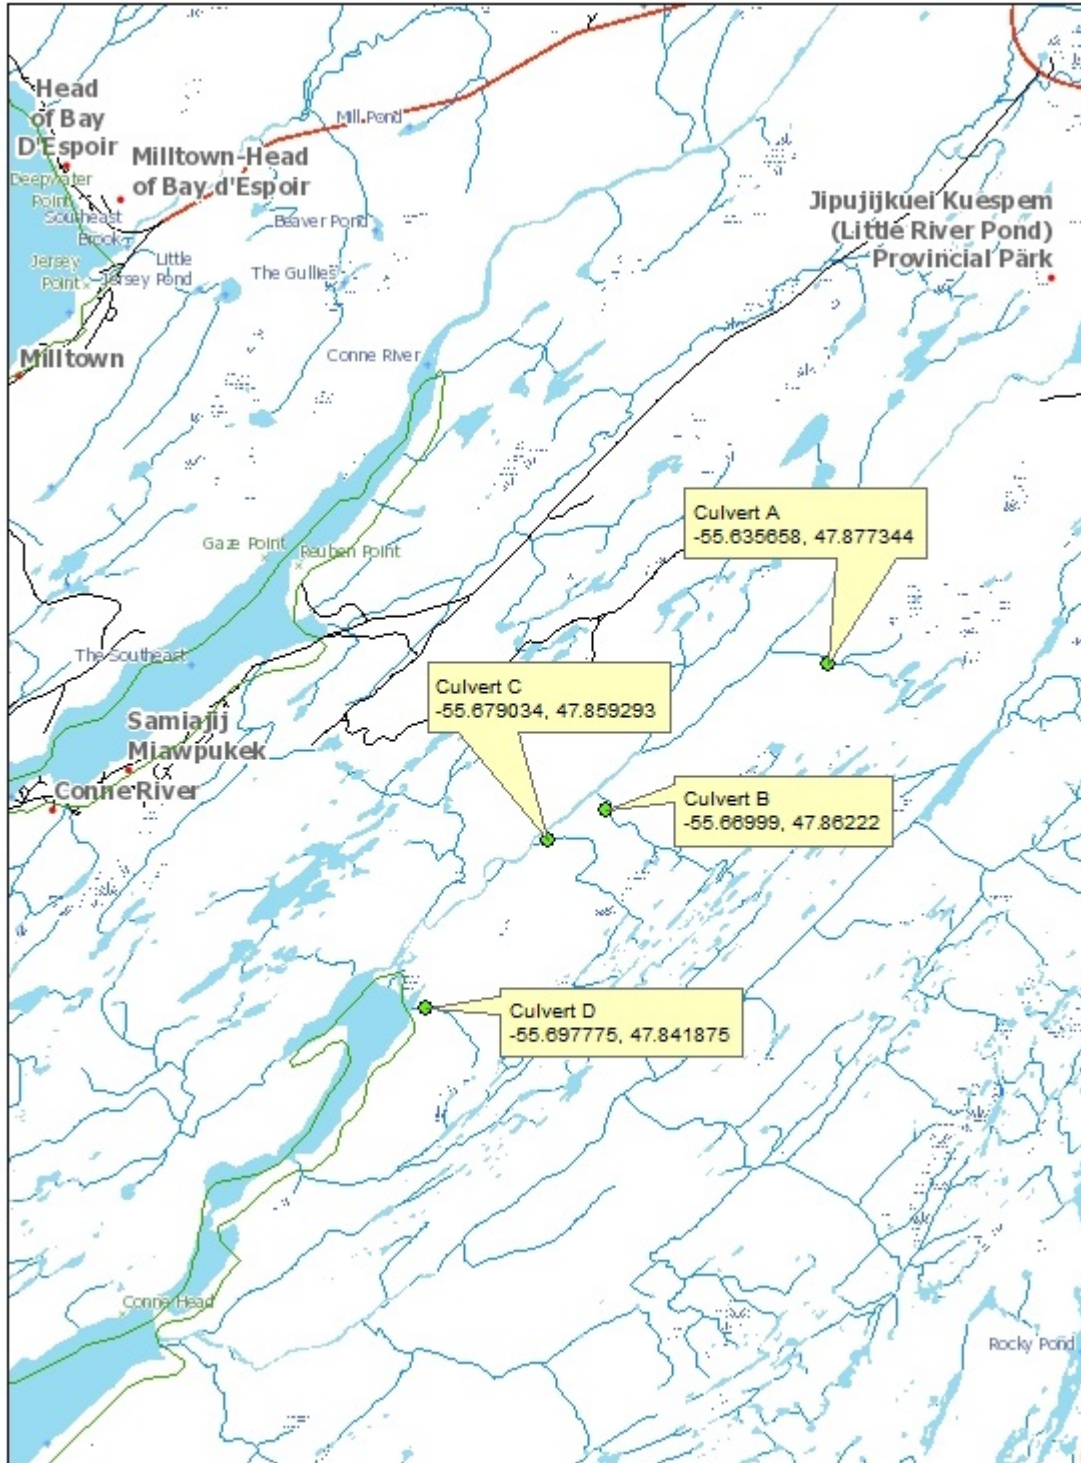 Head
of Bay
D'Espoir
Milltown-Head
of Bay d'Espoir
Mill Pond
Deepwater
Point
Southeast
Brook
Jersey
Point
Little
Jersey Pond
Beaver Pond
The Gullies
Jipujijkuei Kuespem
(Little River Pond)
Provincial Park
Milltown
Conne River
Culvert A
-55.635658, 47.877344
Gaze Point
Reuben Point
The Southeast
Culvert C
-55.679034, 47.859293
Samiajij
Miawpukek
Conne River
Culvert B
-55.66999, 47.86222
Culvert D
-55.697775, 47.841875
Conne Head
Rocky Pond